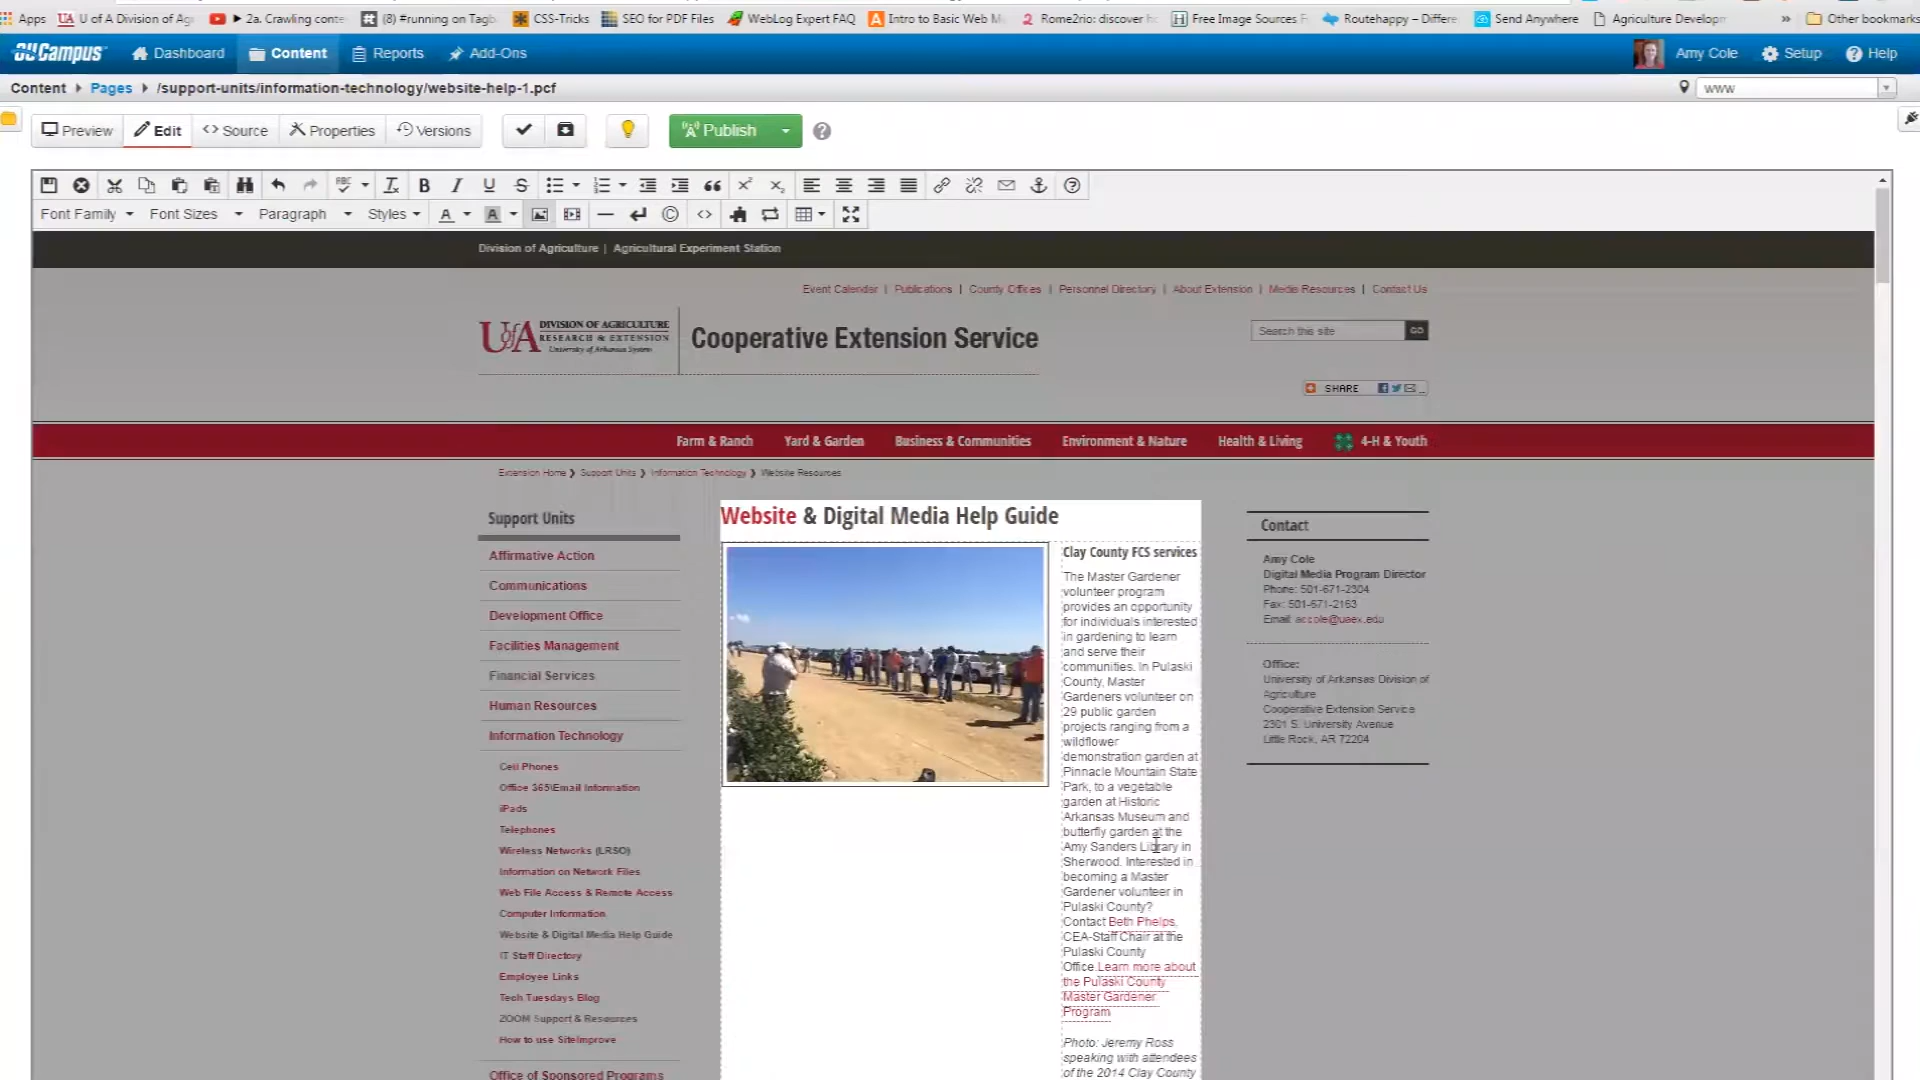 Apps
U of A Division of Ag
2a. Crawling conte
(8) #running on Tagb
CSS-Tricks
SEO for PDF Files
WebLog Expert FAQ
Intro to Basic Web M
Rome2rio: discover h
Free Image Sources F
Routehappy – Differe
Send Anywhere
Agriculture Developm
»
Other bookmarks
OUCampus
Dashboard
Content
Reports
Add-Ons
Amy Cole
Setup
Help
Content
Pages
/support-units/information-technology/website-help-1.pcf
www
Preview
Edit
Source
Properties
Versions
Publish
Font Family
Font Sizes
Paragraph
Styles
Division of Agriculture | Agricultural Experiment Station
Event Calendar | Publications | County Offices | Personnel Directory | About Extension | Media Resources | Contact Us
UofA DIVISION OF AGRICULTURE
RESEARCH & EXTENSION
University of Arkansas System
Cooperative Extension Service
Search this site
GO
SHARE
Farm & Ranch
Yard & Garden
Business & Communities
Environment & Nature
Health & Living
4-H & Youth
Extension Home ❯ Support Units ❯ Information Technology ❯ Website Resources
Support Units
Affirmative Action
Communications
Development Office
Facilities Management
Financial Services
Human Resources
Information Technology
Cell Phones
Office 365\Email Information
iPads
Telephones
Wireless Networks (LRSO)
Information on Network Files
Web File Access & Remote Access
Computer Information
Website & Digital Media Help Guide
IT Staff Directory
Employee Links
Tech Tuesdays Blog
ZOOM Support & Resources
How to use SiteImprove
Office of Sponsored Programs
Website & Digital Media Help Guide
Clay County FCS services
The Master Gardener
volunteer program
provides an opportunity
for individuals interested
in gardening to learn
and serve their
communities. In Pulaski
County, Master
Gardeners volunteer on
29 public garden
projects ranging from a
wildflower
demonstration garden at
Pinnacle Mountain State
Park, to a vegetable
garden at Historic
Arkansas Museum and
butterfly garden at the
Amy Sanders Library in
Sherwood. Interested in
becoming a Master
Gardener volunteer in
Pulaski County?
Contact Beth Phelps,
CEA-Staff Chair at the
Pulaski County
Office.Learn more about
the Pulaski County
Master Gardener
Program
Photo: Jeremy Ross
speaking with attendees
of the 2014 Clay County
Contact
Amy Cole
Digital Media Program Director
Phone: 501-671-2304
Fax: 501-671-2163
Email: accole@uaex.edu
Office:
University of Arkansas Division of
Agriculture
Cooperative Extension Service
2301 S. University Avenue
Little Rock, AR 72204